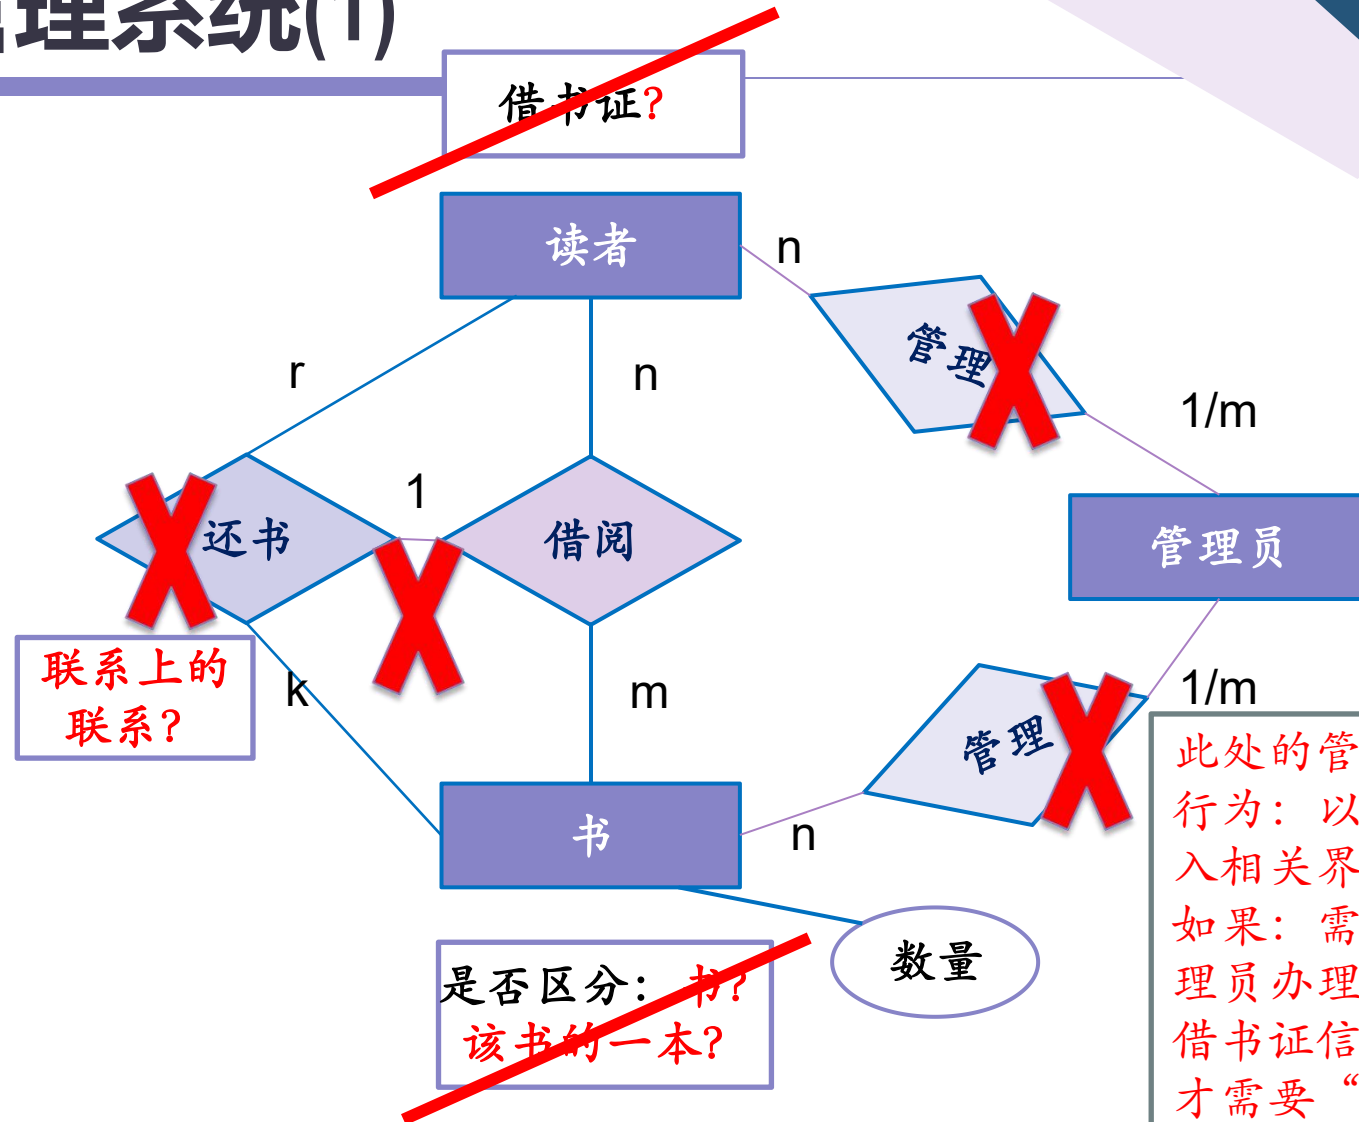 管理系统(1)
借书证?
读者
n
管理
r
n
1/m
1
还书
借阅
管理员
联系上的
联系?
k
m
1/m
管理
此处的管
行为: 以
入相关界
如果: 需
理员办理
借书证信
才需要“
书
n
数量
是否区分: 书?
该书的一本?